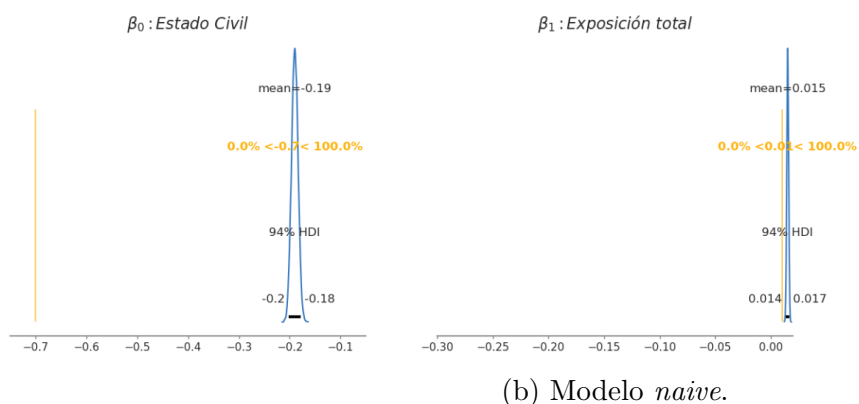 β₀ : Estado Civil
mean=-0.19
0.0% <-0.7< 100.0%
94% HDI
-0.2 -0.18
−0.7 −0.6 −0.5 −0.4 −0.3 −0.2 −0.1
β₁ : Exposición total
mean=0.015
0.0% <0.01< 100.0%
94% HDI
0.014 0.017
−0.30 −0.25 −0.20 −0.15 −0.10 −0.05 0.00
(b) Modelo naive.